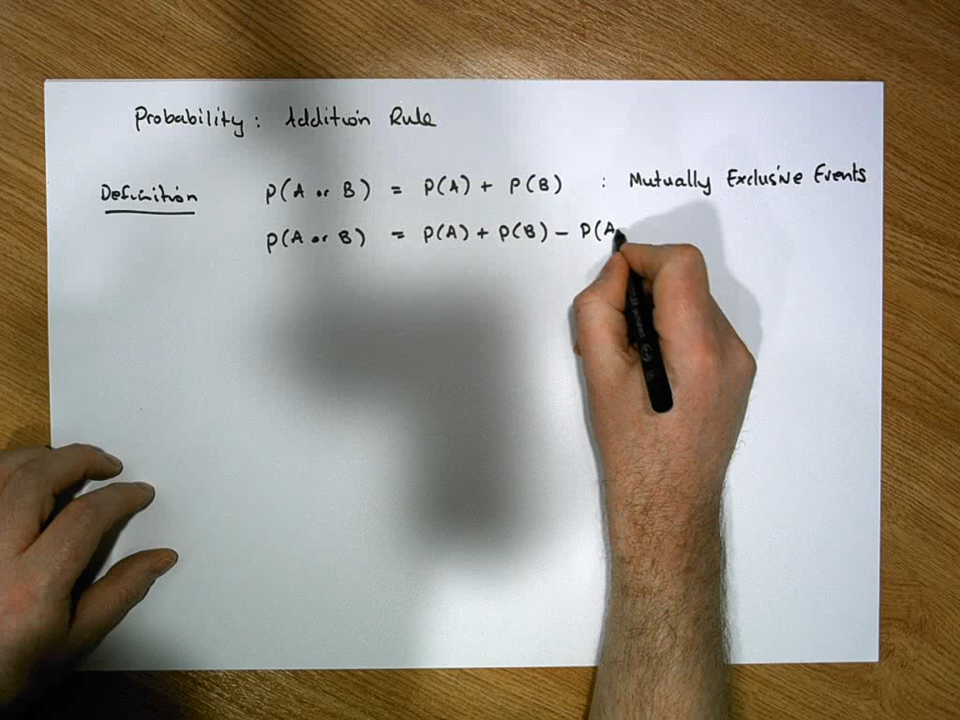 Probability: Addition Rule
Definition P(A or B) = P(A) + P(B) : Mutually Exclusive Events
P(A or B) = P(A) + P(B) - P(A